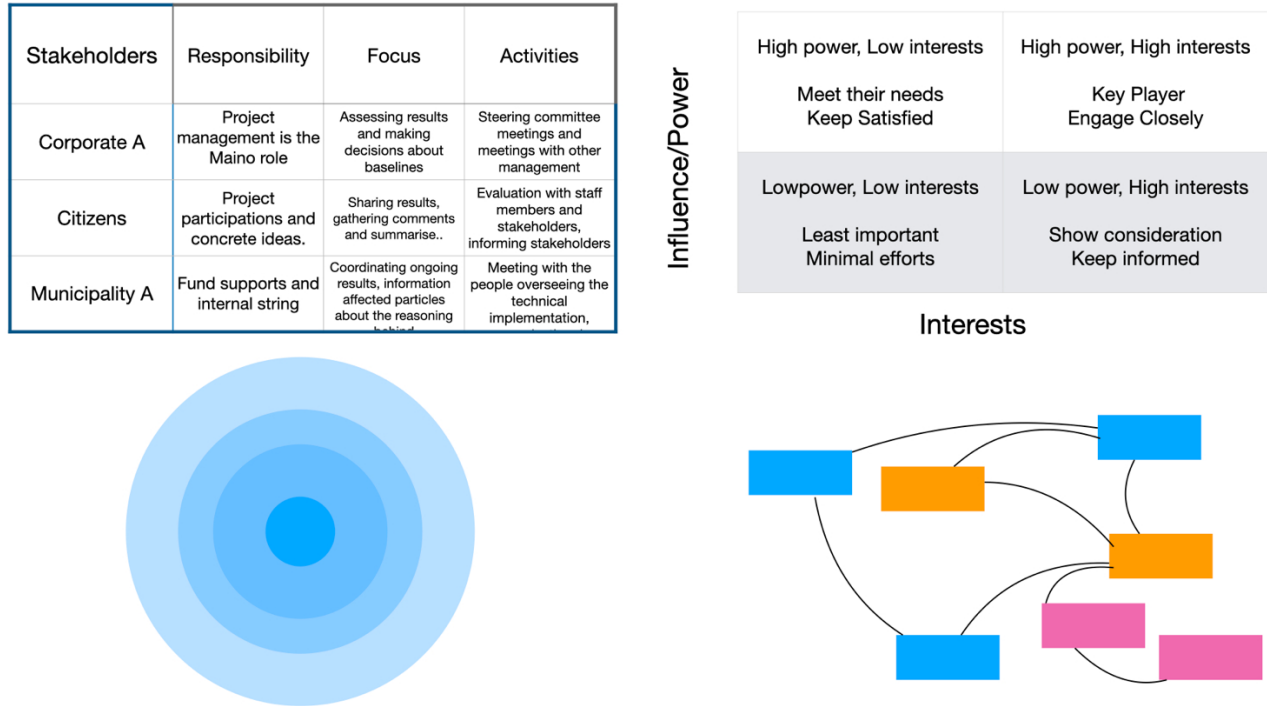 Stakeholders
Responsibility
Focus
Activities
Corporate A
Project
management is the
Maino role
Assessing results
and making
decisions about
baselines
Steering committee
meetings and
meetings with other
management
Citizens
Project
participations and
concrete ideas.
Sharing results,
gathering comments
and summarise..
Evaluation with staff
members and
stakeholders,
informing stakeholders
Municipality A
Fund supports and
internal string
Coordinating ongoing
results, information
affected particles
about the reasoning
Meeting with the
people overseeing the
technical
implementation,
Influence/Power
High power, Low interests
Meet their needs
Keep Satisfied
High power, High interests
Key Player
Engage Closely
Lowpower, Low interests
Least important
Minimal efforts
Low power, High interests
Show consideration
Keep informed
Interests